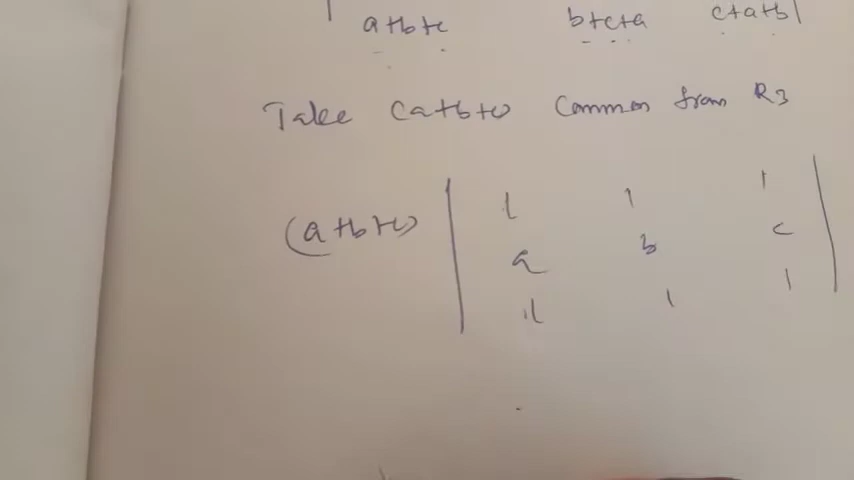 | a+b+c b+c+a c+a+b |
Take (a+b+c) Common from R3
(a+b+c) | 1 1 1 |
| a b c |
| 1 1 1 |